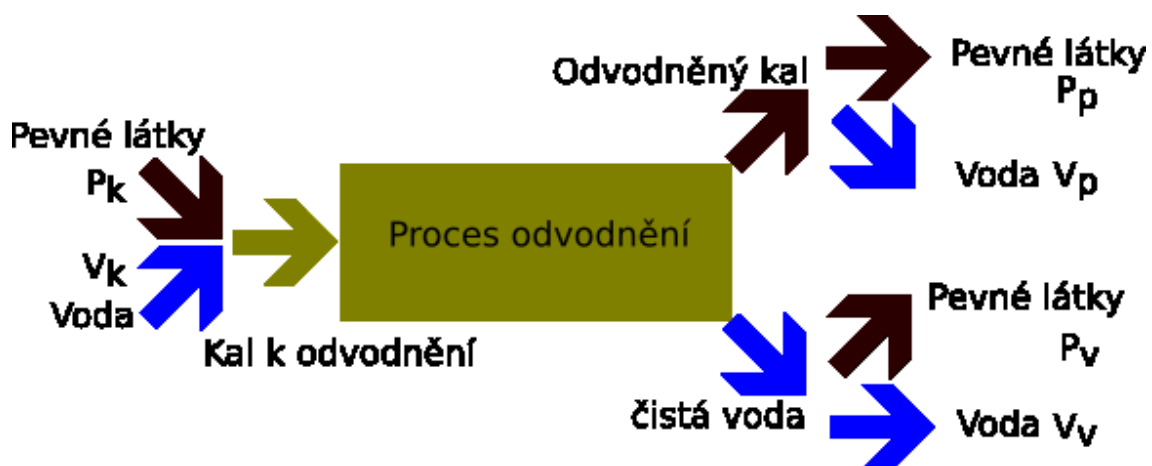 Pevné látky
Pk
Vk
Voda
Kal k odvodnění
Proces odvodnění
Odvodněný kal
Pevné látky
Pp
Voda Vp
čistá voda
Pevné látky
Pv
Voda Vv